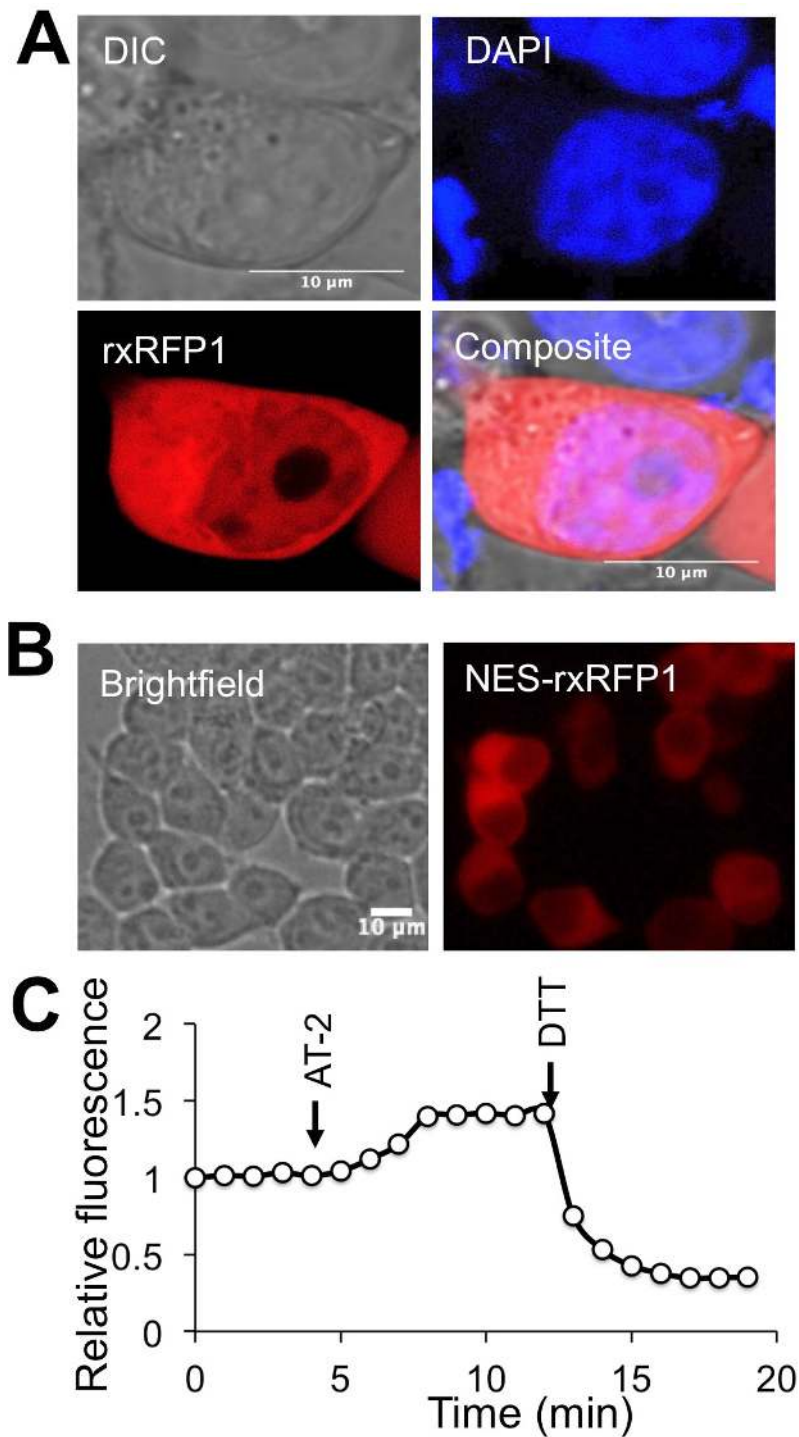 A
DIC
10 µm
DAPI
rxRFP1
Composite
10 µm
B
Brightfield
10 µm
NES-rxRFP1
C
Relative fluorescence
2
1.5
1
0.5
0
AT-2
DTT
0
5
10
15
20
Time (min)